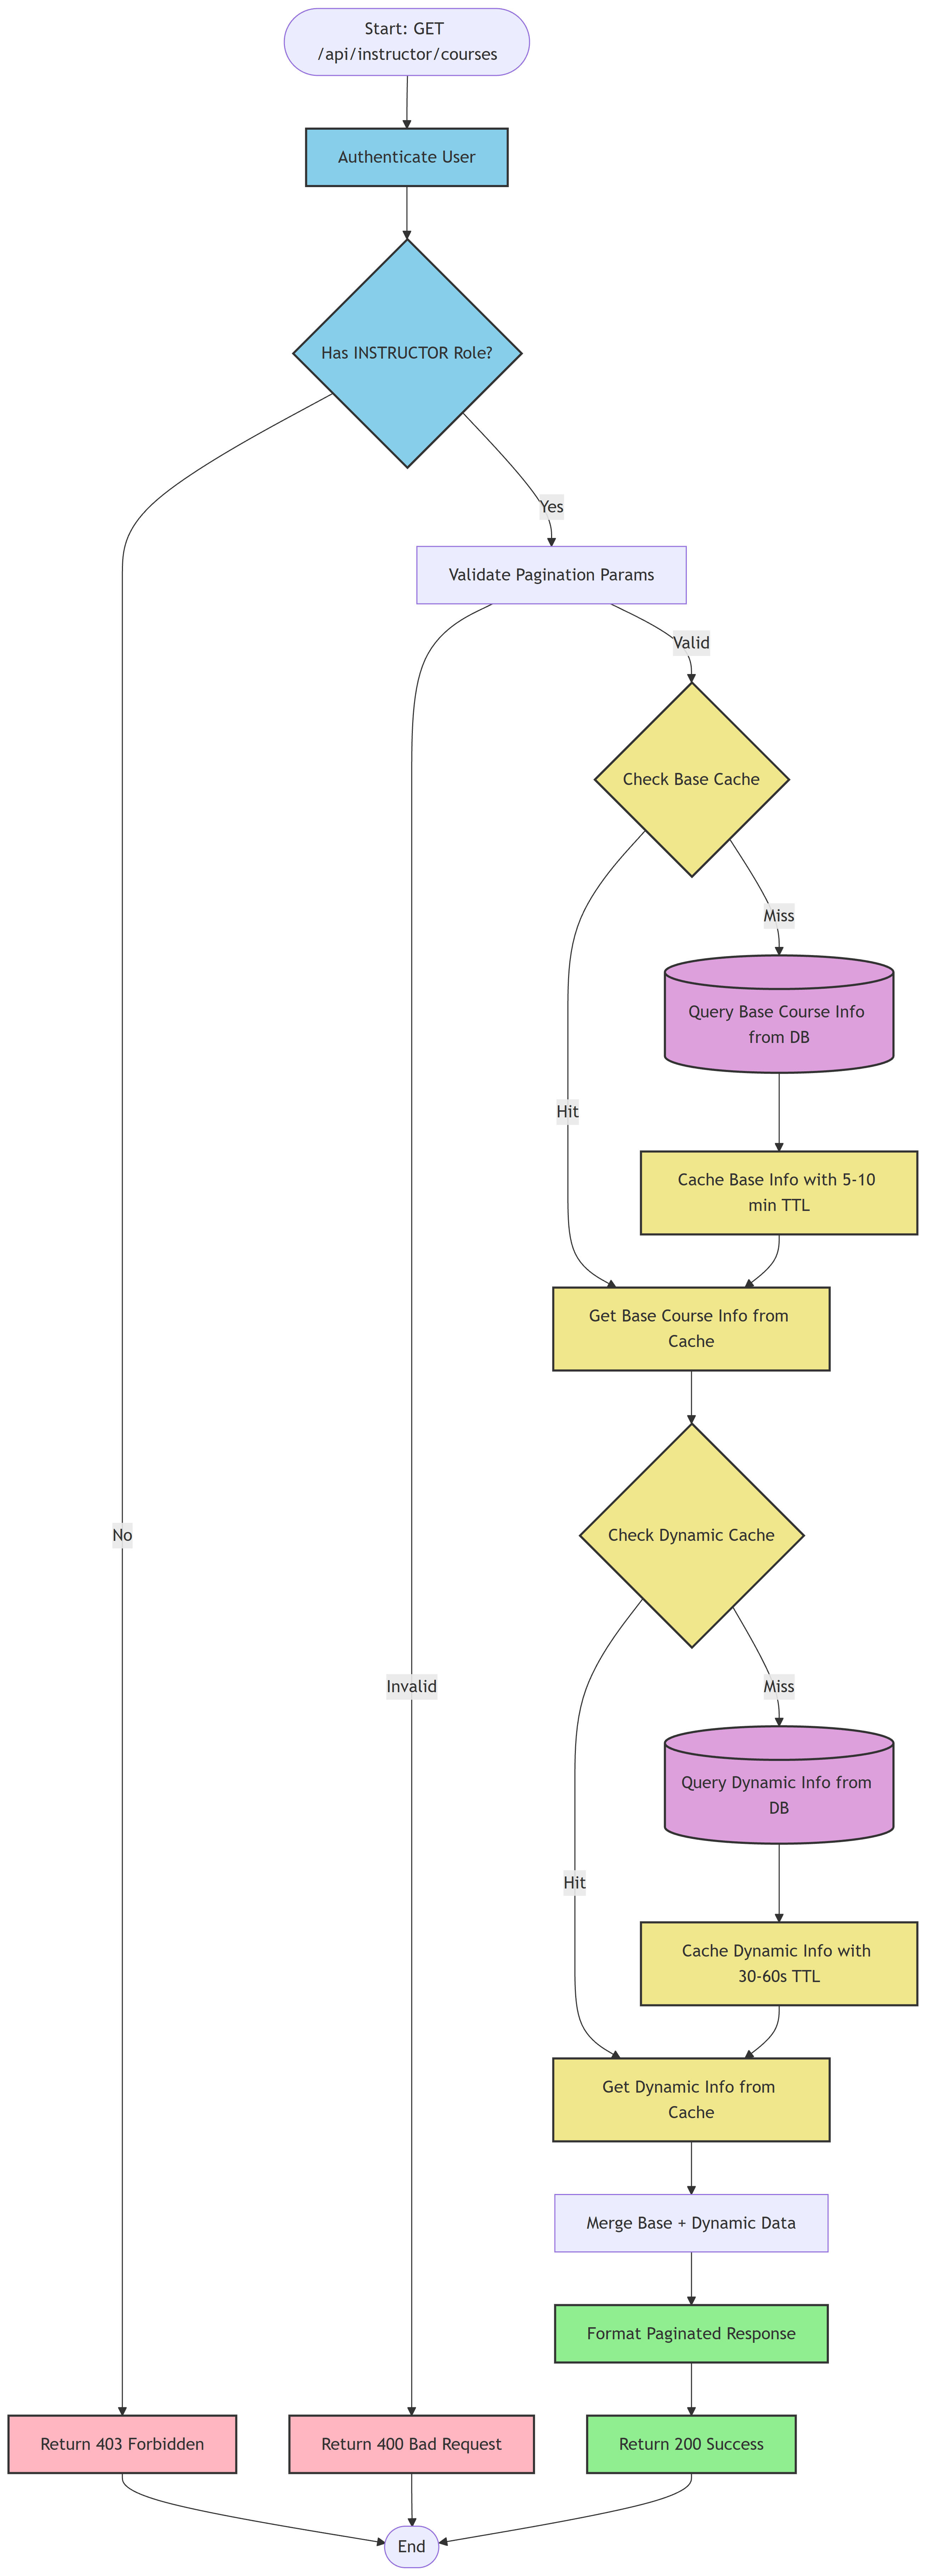 Start: GET
/api/instructor/courses
Authenticate User
Has INSTRUCTOR Role?
Yes
Validate Pagination Params
Valid
Check Base Cache
Miss
Query Base Course Info
from DB
Hit
Cache Base Info with 5-10
min TTL
Get Base Course Info from
Cache
Check Dynamic Cache
No
Invalid
Miss
Query Dynamic Info from
DB
Hit
Cache Dynamic Info with
30-60s TTL
Get Dynamic Info from
Cache
Merge Base + Dynamic Data
Format Paginated Response
Return 403 Forbidden
Return 400 Bad Request
Return 200 Success
End